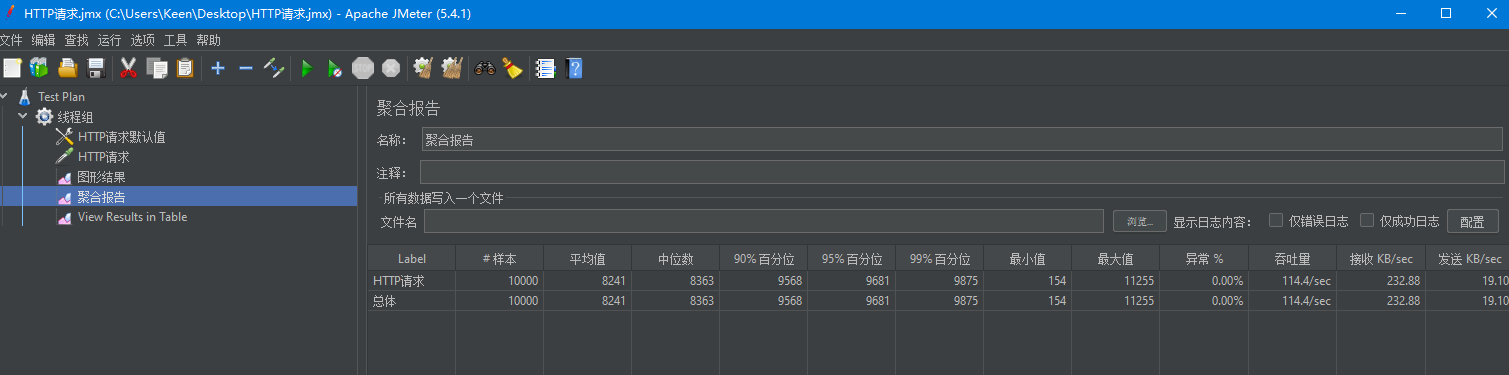 HTTP请求.jmx (C:\Users\Keen\Desktop\HTTP请求.jmx) - Apache JMeter (5.4.1)
文件 编辑 查找 运行 选项 工具 帮助
STOP
Test Plan
线程组
HTTP请求默认值
HTTP请求
图形结果
聚合报告
View Results in Table
聚合报告
名称： 聚合报告
注释：
所有数据写入一个文件
文件名 浏览... 显示日志内容： 仅错误日志 仅成功日志 配置
Label # 样本 平均值 中位数 90% 百分位 95% 百分位 99% 百分位 最小值 最大值 异常 % 吞吐量 接收 KB/sec 发送 KB/sec
HTTP请求 10000 8241 8363 9568 9681 9875 154 11255 0.00% 114.4/sec 232.88 19.10
总体 10000 8241 8363 9568 9681 9875 154 11255 0.00% 114.4/sec 232.88 19.10